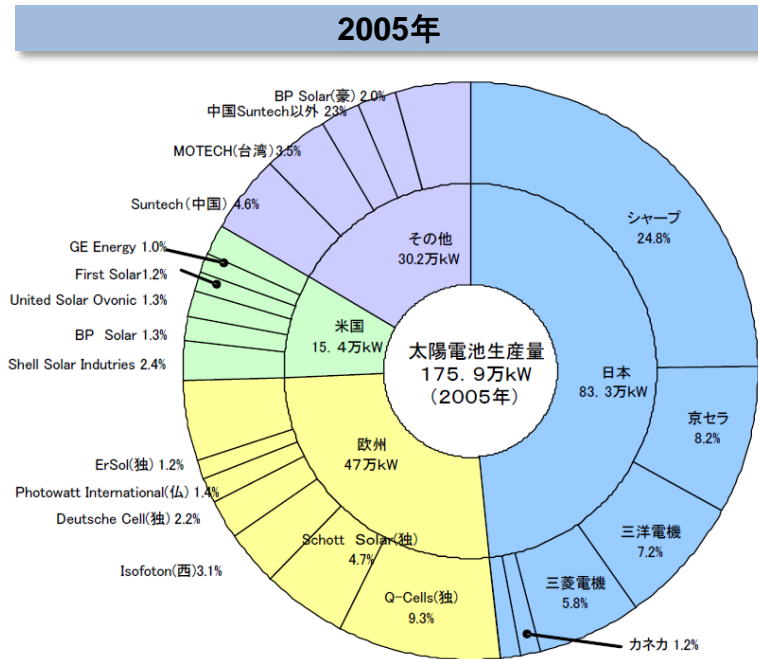 2005年
BP Solar(豪) 2.0%
中国Suntech以外 23%
MOTECH(台湾)3.5%
Suntech(中国) 4.6%
GE Energy 1.0%
First Solar1.2%
United Solar Ovonic 1.3%
BP Solar 1.3%
Shell Solar Indutries 2.4%
その他
30.2万kW
米国
15. 4万kW
太陽電池生産量
175. 9万kW
(2005年)
日本
83. 3万kW
欧州
47万kW
シャープ
24.8%
京セラ
8.2%
三洋電機
7.2%
三菱電機
5.8%
カネカ 1.2%
ErSol(独) 1.2%
Photowatt International(仏) 1.4%
Deutsche Cell(独) 2.2%
Isofoton(西)3.1%
Schott Solar(独)
4.7%
Q-Cells(独)
9.3%